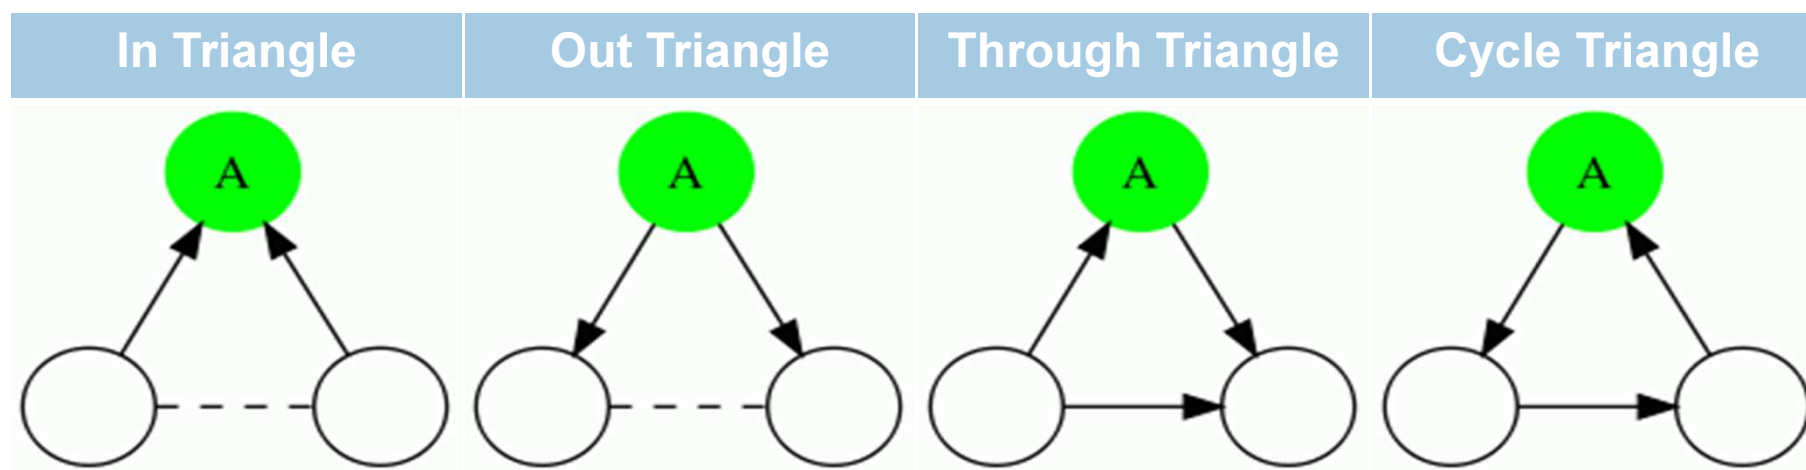 In Triangle
Out Triangle
Through Triangle
Cycle Triangle
A
A
A
A